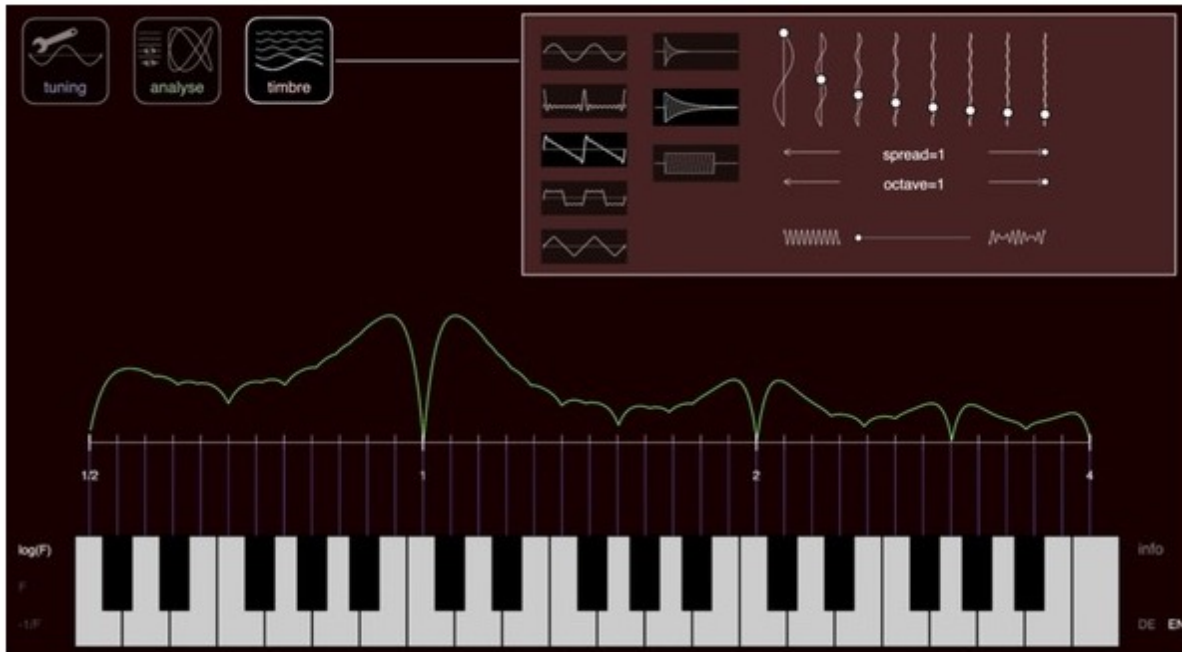 tuning
analyse
timbre
spread=1
octave=1
1/2
1
2
4
log(F)
F
-1/F
info
DE EN